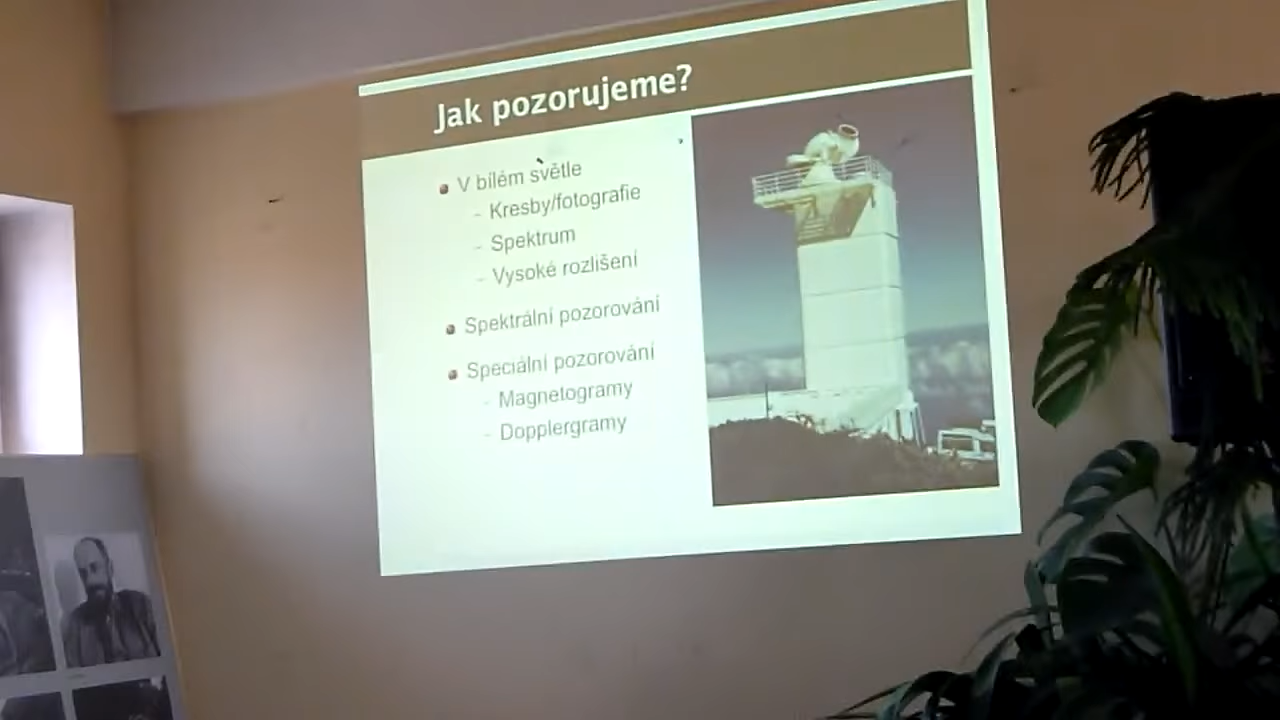 Jak pozorujeme?
V bílém světle
- Kresby/fotografie
- Spektrum
- Vysoké rozlišení
Spektrální pozorování
Speciální pozorování
- Magnetogramy
- Dopplergramy